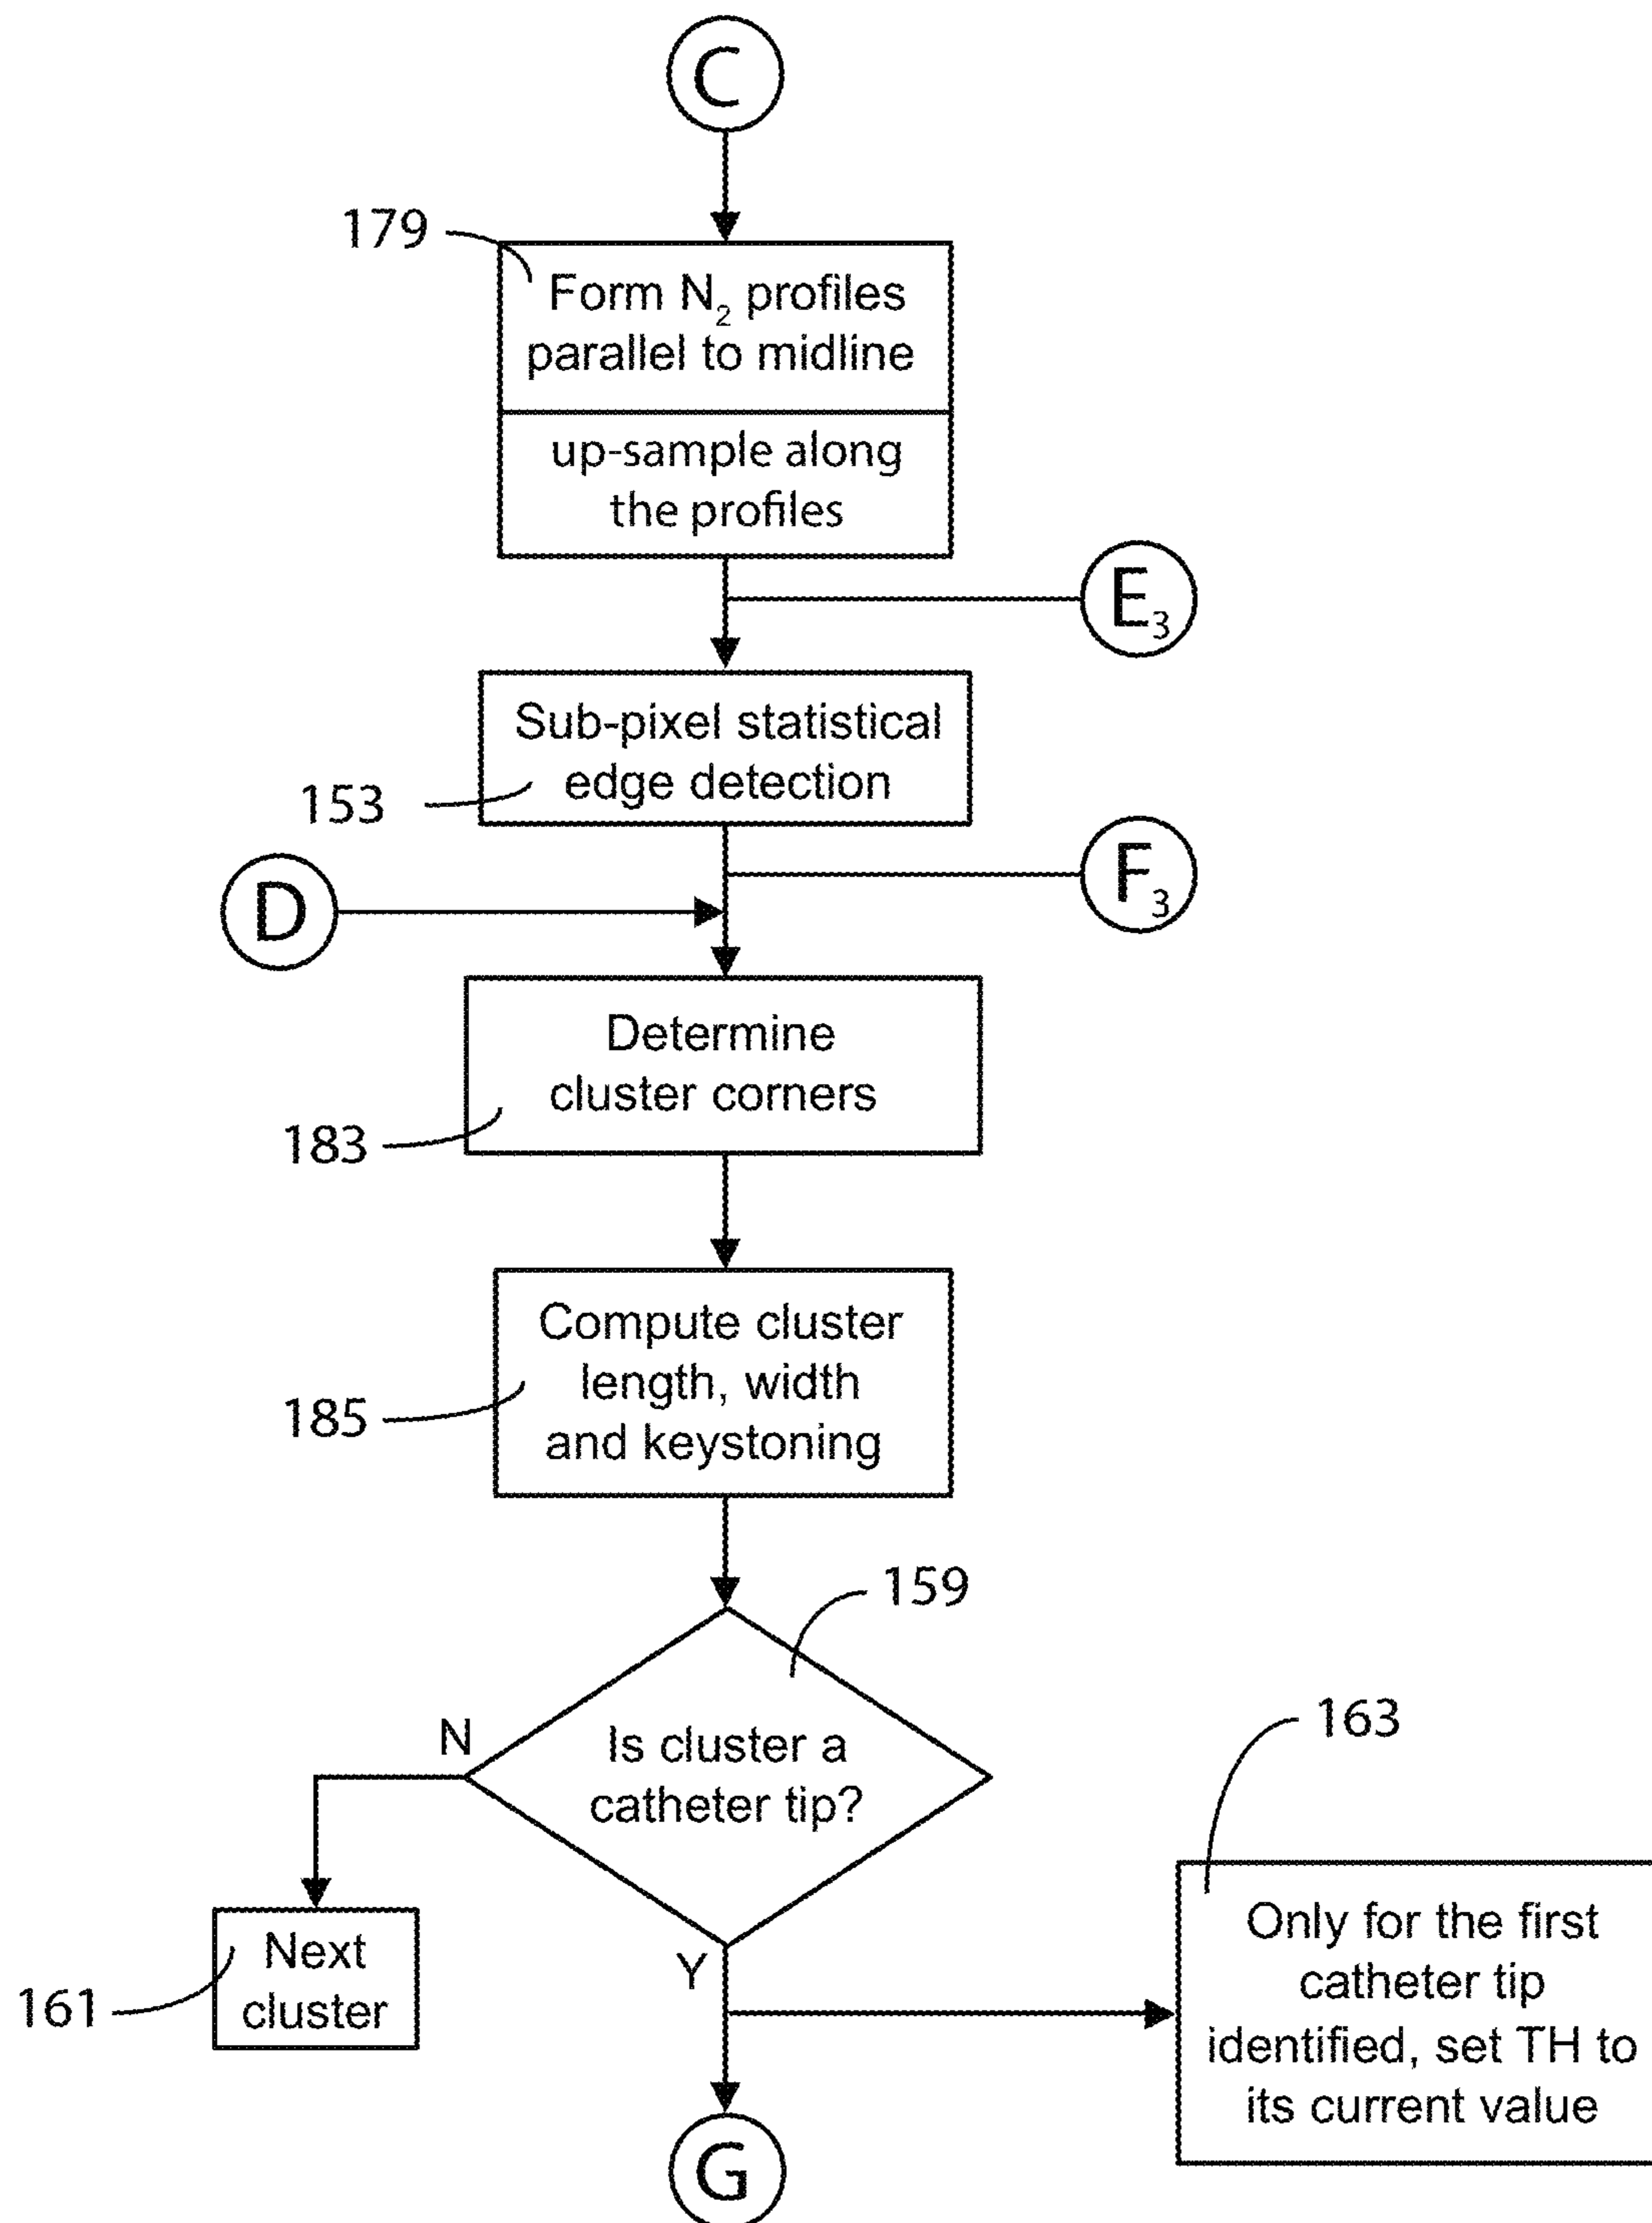 C
179
Form N₂ profiles
parallel to midline
up-sample along
the profiles
E₃
Sub-pixel statistical
edge detection
153
F₃
D
Determine
cluster corners
183
Compute cluster
length, width
and keystoning
185
159
N
Is cluster a
catheter tip?
163
Next
cluster
161
Y
Only for the first
catheter tip
identified, set TH to
its current value
G